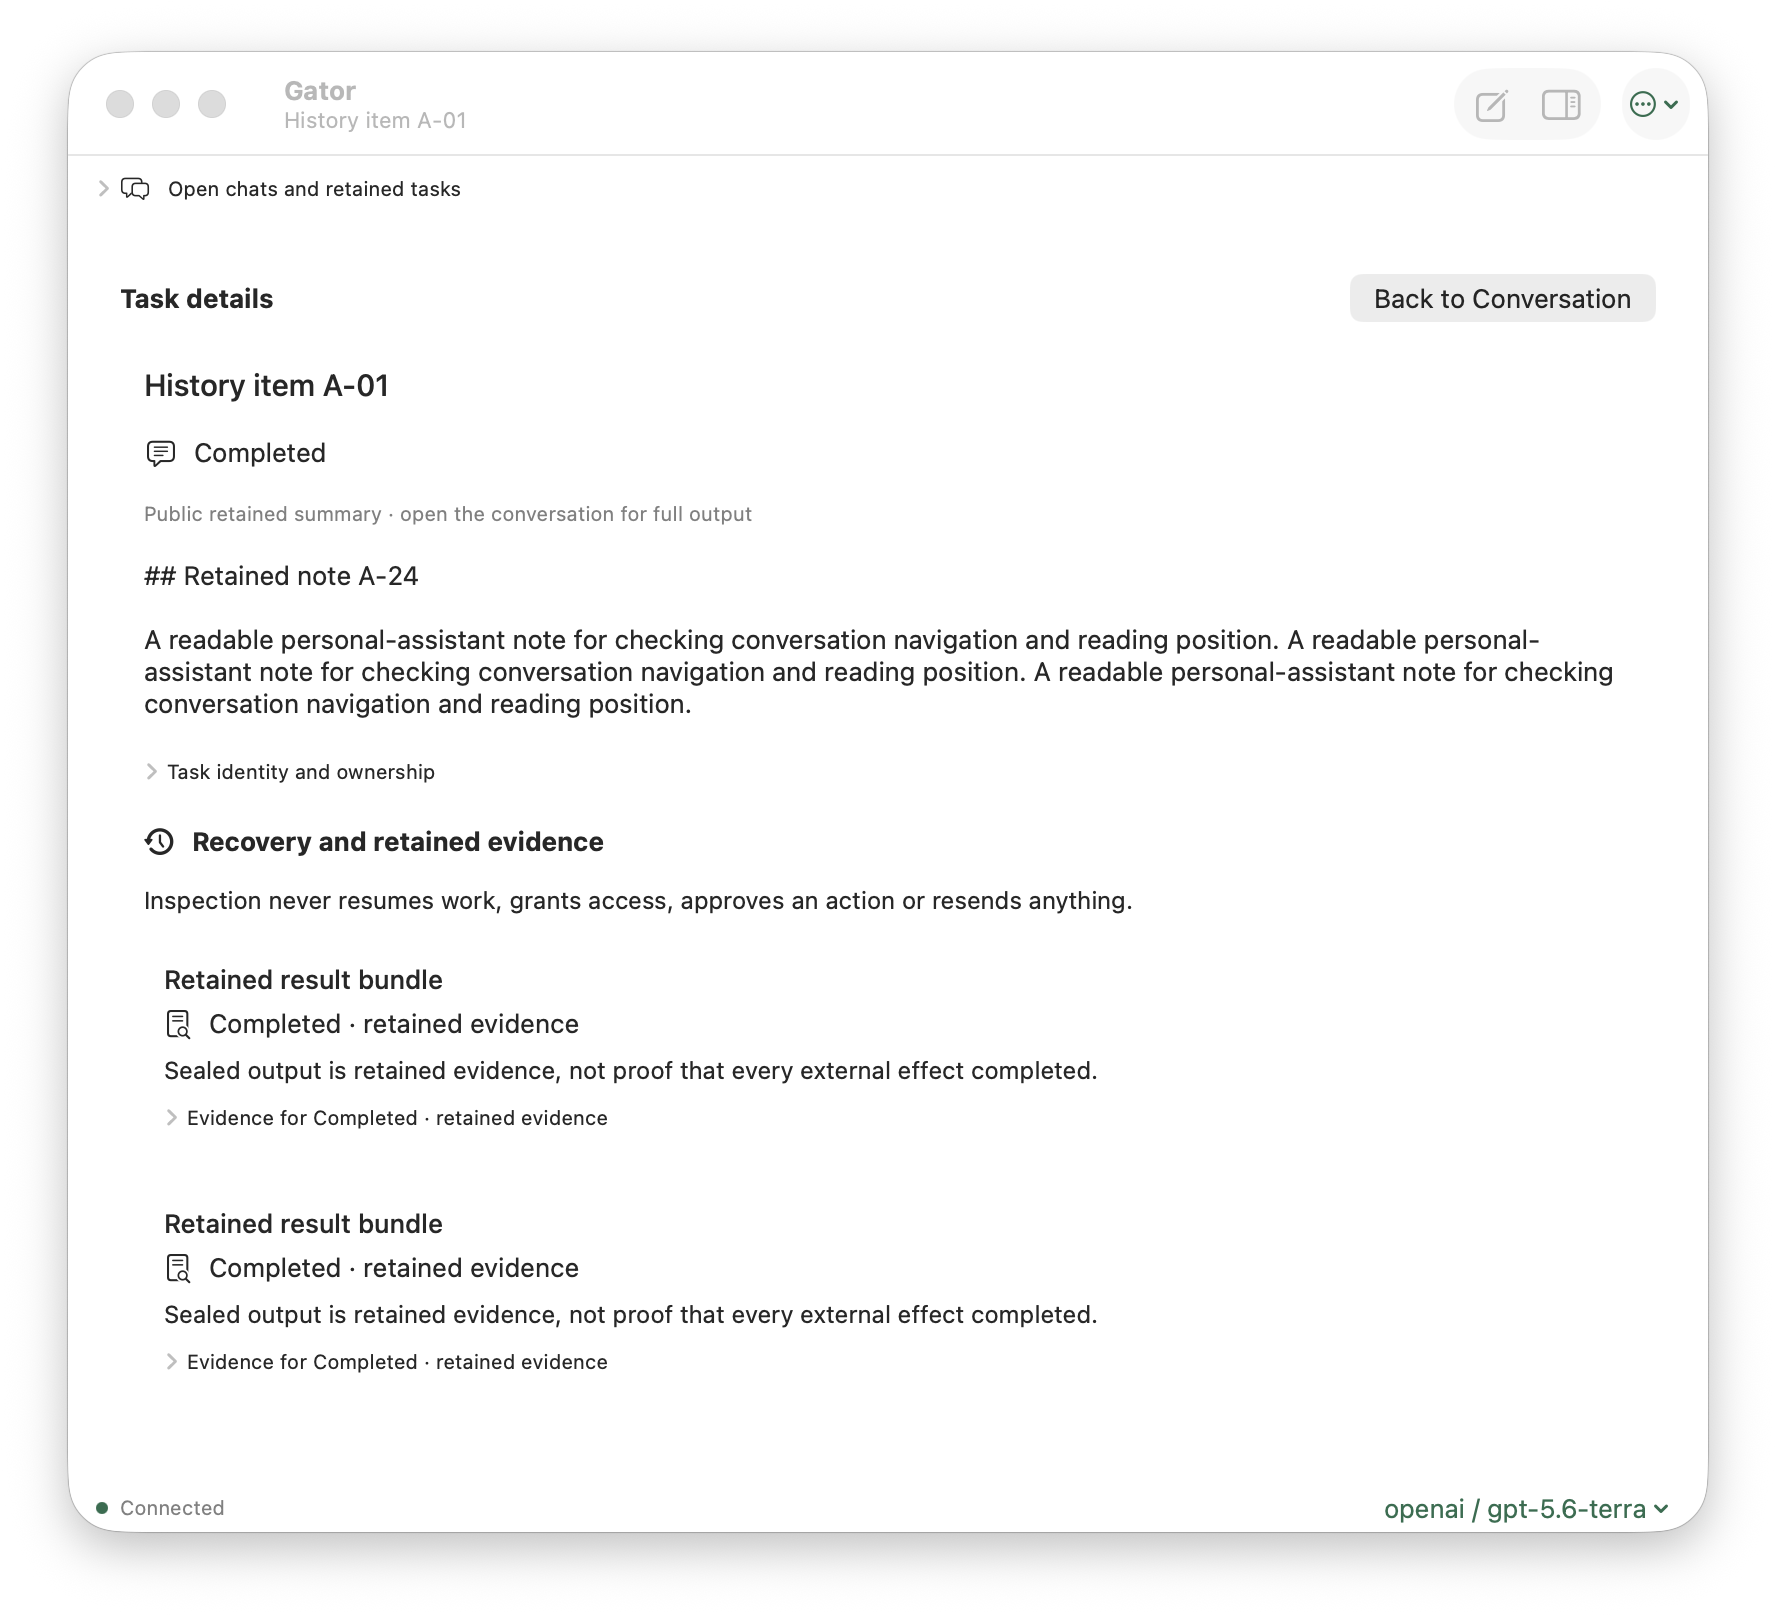 Gator
History item A-01
Open chats and retained tasks
Task details
Back to Conversation
History item A-01
Completed
Public retained summary · open the conversation for full output
## Retained note A-24
A readable personal-assistant note for checking conversation navigation and reading position. A readable personal-
assistant note for checking conversation navigation and reading position. A readable personal-assistant note for checking
conversation navigation and reading position.
Task identity and ownership
Recovery and retained evidence
Inspection never resumes work, grants access, approves an action or resends anything.
Retained result bundle
Completed · retained evidence
Sealed output is retained evidence, not proof that every external effect completed.
Evidence for Completed · retained evidence
Retained result bundle
Completed · retained evidence
Sealed output is retained evidence, not proof that every external effect completed.
Evidence for Completed · retained evidence
Connected
openai / gpt-5.6-terra